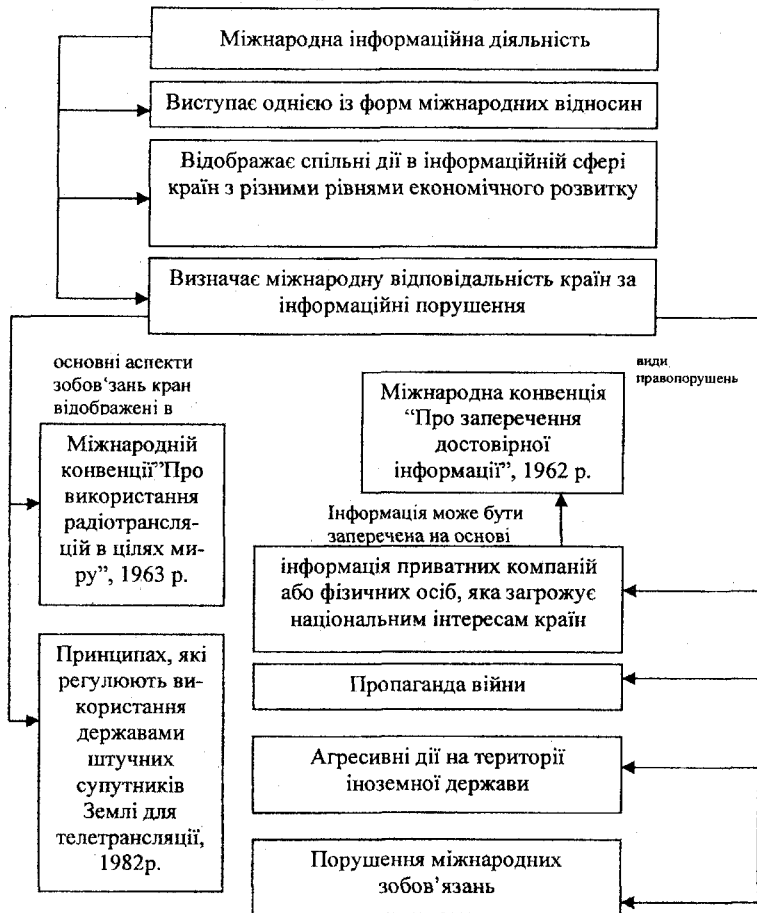 Міжнародна інформаційна діяльність
Виступає однією із форм міжнародних відносин
Відображає спільні дії в інформаційній сфері
країн з різними рівнями економічного розвитку
Визначає міжнародну відповідальність країн за
інформаційні порушення
основні аспекти
зобов‘язань кран
відображені в
Міжнародній
конвенції”Про
використання
радіотрансля-
цій в цілях ми-
ру”, 1963 р.
Принципах, які
регулюють ви-
користання
державами
штучних
супутників
Землі для
телетрансляції,
1982р.
види
правопорушень
Міжнародна конвенція
“Про заперечення
достовірної
інформації”, 1962 р.
Інформація може бути
заперечена на основі
інформація приватних компаній
або фізичних осіб, яка загрожує
національним інтересам країн
Пропаганда війни
Агресивні дії на території
іноземної держави
Порушення міжнародних
зобов’язань